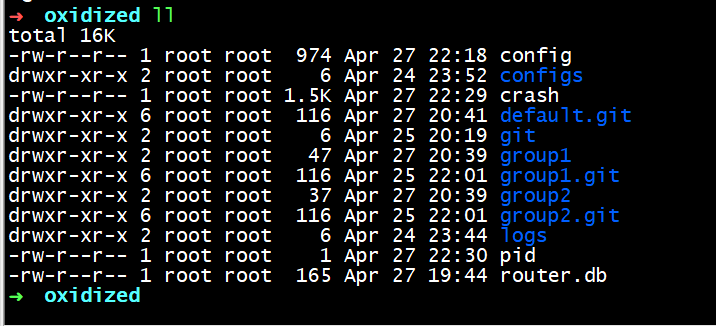 ➜  oxidized ll
total 16K
-rw-r--r-- 1 root root  974 Apr 27 22:18 config
drwxr-xr-x 2 root root    6 Apr 24 23:52 configs
-rw-r--r-- 1 root root 1.5K Apr 27 22:29 crash
drwxr-xr-x 6 root root  116 Apr 27 20:41 default.git
drwxr-xr-x 2 root root    6 Apr 25 20:19 git
drwxr-xr-x 2 root root   47 Apr 27 20:39 group1
drwxr-xr-x 6 root root  116 Apr 25 22:01 group1.git
drwxr-xr-x 2 root root   37 Apr 27 20:39 group2
drwxr-xr-x 6 root root  116 Apr 25 22:01 group2.git
drwxr-xr-x 2 root root    6 Apr 24 23:44 logs
-rw-r--r-- 1 root root    1 Apr 27 22:30 pid
-rw-r--r-- 1 root root  165 Apr 27 19:44 router.db
➜  oxidized